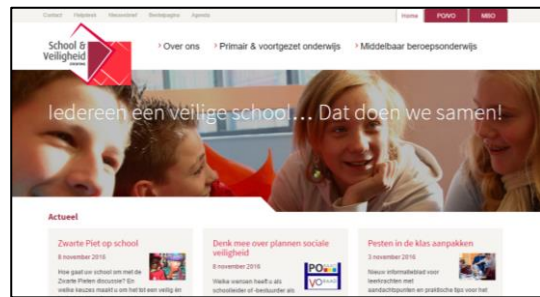 Contact Helpdesk Nieuwsbrief Bestelpagina Agenda
Home PO/VO MBO
School &
Veiligheid
› Over ons › Primair & voortgezet onderwijs › Middelbaar beroepsonderwijs
Iedereen een veilige school... Dat doen we samen!
Actueel
Zwarte Piet op school
8 november 2016
Hoe gaat uw school om met de
Zwarte Pieten discussie? En
welke keuzes maakt u om het tot een veilig én
Denk mee over plannen sociale
veiligheid
8 november 2016
Welke wensen heeft u als
schoolleider of -bestuurder als
PO
VO
Pesten in de klas aanpakken
3 november 2016
Nieuw informatieblad voor
leerkrachten met
aandachtspunten en praktische tips voor het